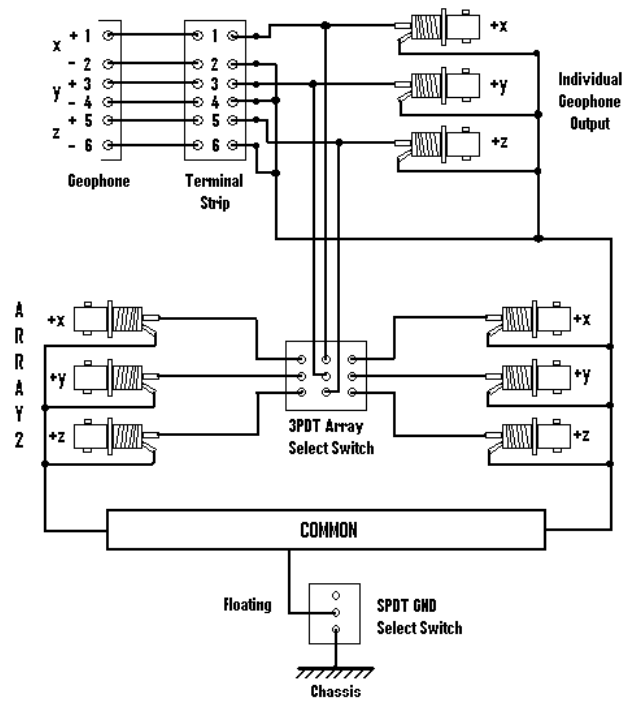 x + 1 1 +x
- 2 2
y + 3 3 +y Individual
- 4 4 Geophone
z + 5 5 +z Output
- 6 6
Geophone Terminal
Strip
A
R
R
A
Y
2
+x +x
+y +y
+z +z
3PDT Array
Select Switch
COMMON
Floating SPDT GND
Select Switch
Chassis